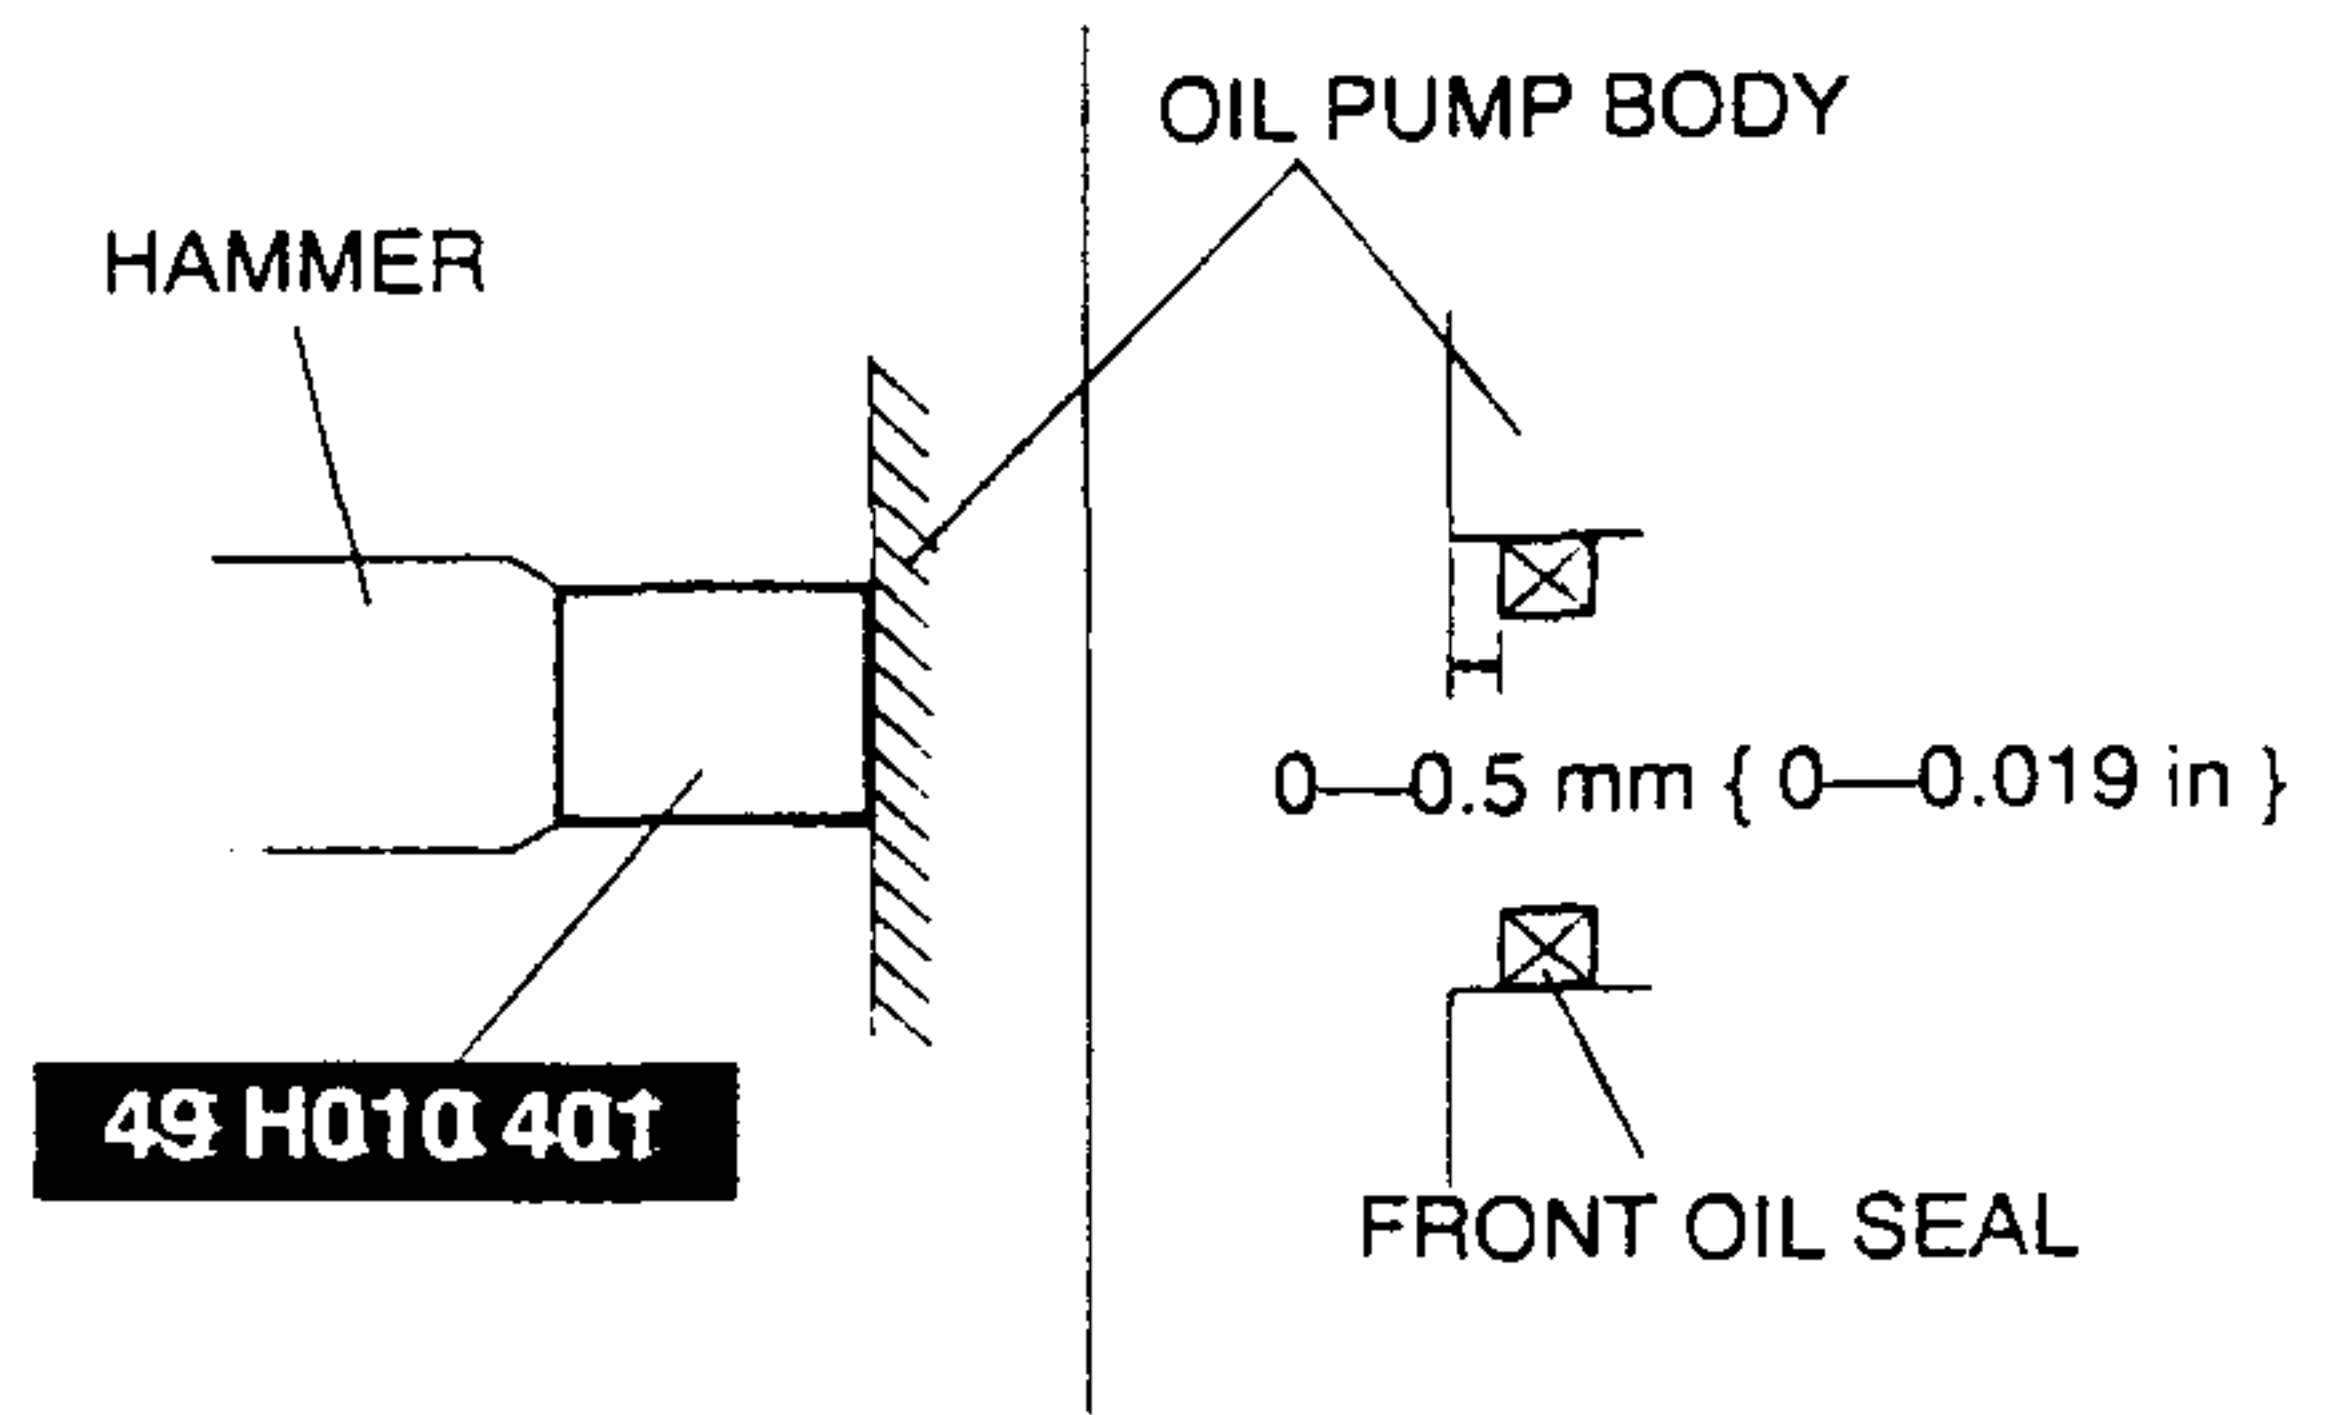 OIL PUMP BODY
HAMMER
0—0.5 mm { 0—0.019 in }
49 H010 401
FRONT OIL SEAL